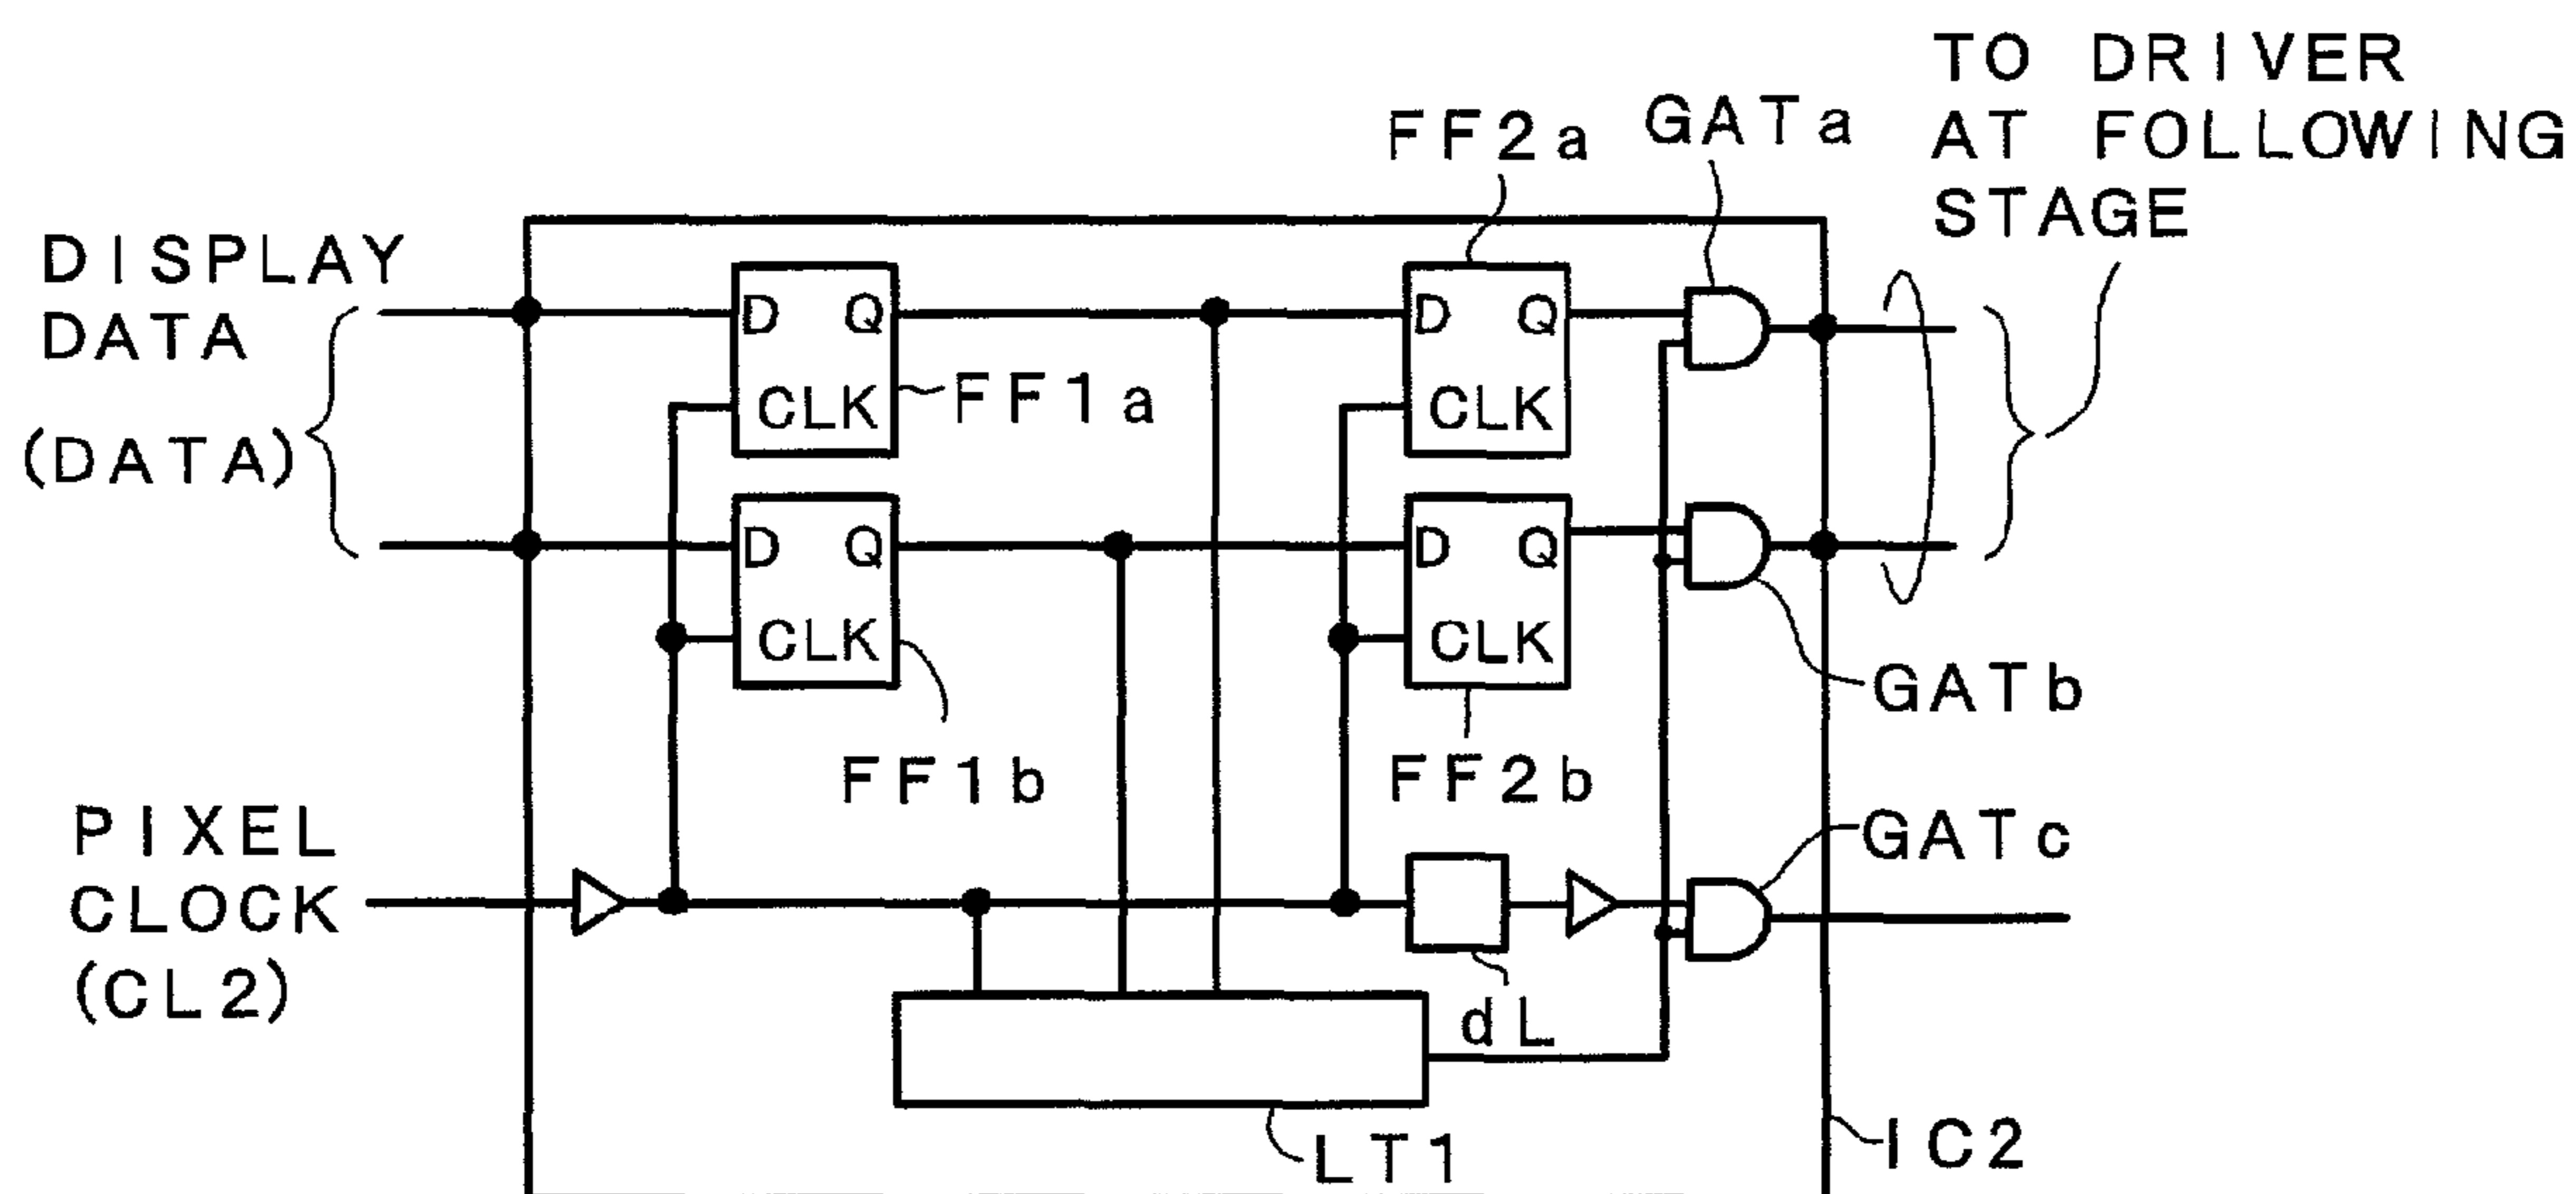 TO DRIVER
AT FOLLOWING
STAGE
FF2a
GATa
DISPLAY
DATA
(DATA)
D Q
CLK
FF1a
D Q
CLK
D Q
CLK
FF1b
D Q
CLK
FF2b
GATb
PIXEL
CLOCK
(CL2)
GATc
dL
LT1
IC2